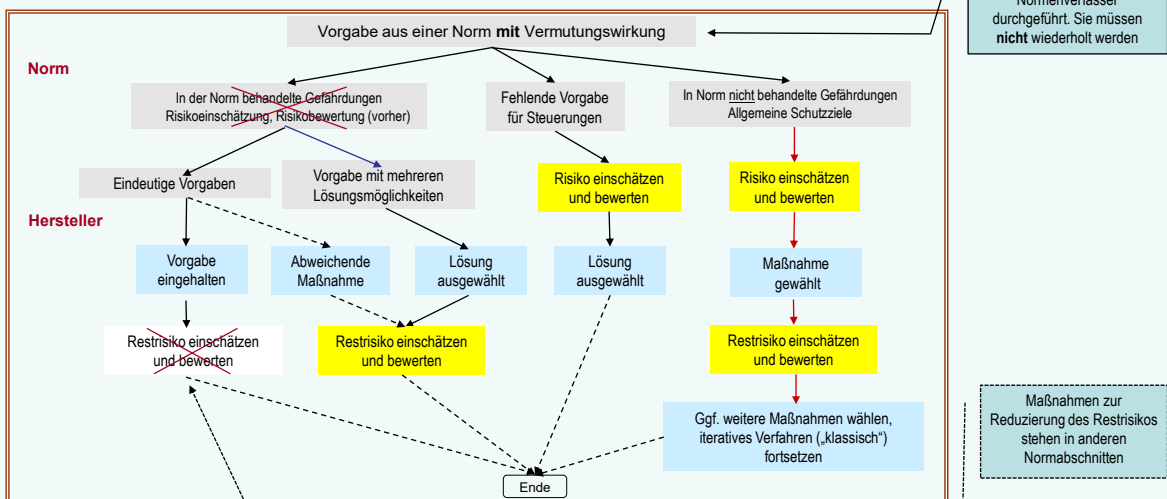 Normenverfasser
durchgeführt. Sie müssen
nicht wiederholt werden
Vorgabe aus einer Norm mit Vermutungswirkung
Norm
In der Norm behandelte Gefährdungen
Risikoeinschätzung, Risikobewertung (vorher)
Fehlende Vorgabe
für Steuerungen
In Norm nicht behandelte Gefährdungen
Allgemeine Schutzziele
Eindeutige Vorgaben
Vorgabe mit mehreren
Lösungsmöglichkeiten
Risiko einschätzen
und bewerten
Risiko einschätzen
und bewerten
Hersteller
Vorgabe
eingehalten
Abweichende
Maßnahme
Lösung
ausgewählt
Lösung
ausgewählt
Maßnahme
gewählt
Restrisiko einschätzen
und bewerten
Restrisiko einschätzen
und bewerten
Restrisiko einschätzen
und bewerten
Ggf. weitere Maßnahmen wählen,
iteratives Verfahren („klassisch“)
fortsetzen
Maßnahmen zur
Reduzierung des Restrisikos
stehen in anderen
Normabschnitten
Ende